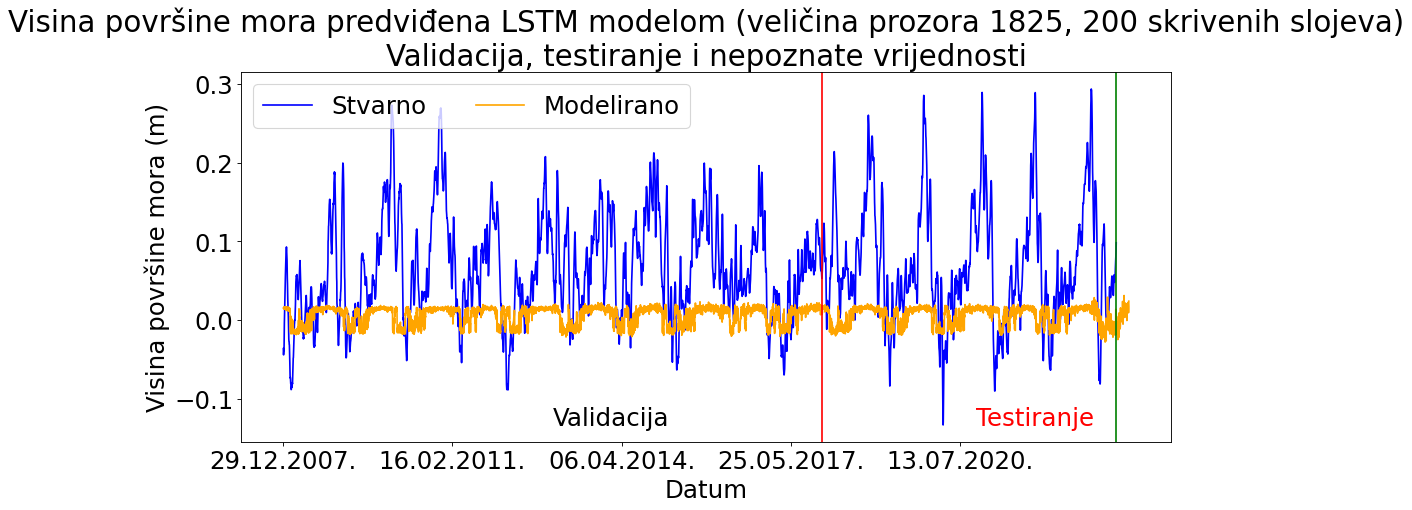 Visina površine mora predviđena LSTM modelom (veličina prozora 1825, 200 skrivenih slojeva)
Validacija, testiranje i nepoznate vrijednosti
Stvarno
Modelirano
Visina površine mora (m)
0.3
0.2
0.1
0.0
−0.1
Validacija
Testiranje
29.12.2007.
16.02.2011.
06.04.2014.
25.05.2017.
13.07.2020.
Datum